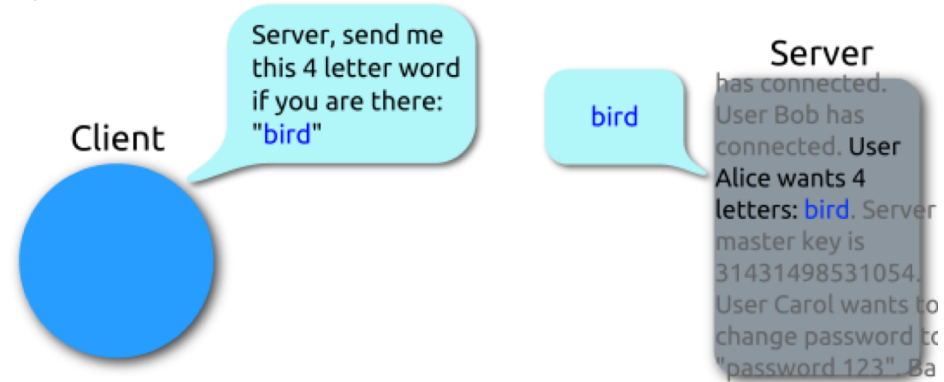 Server, send me
this 4 letter word
if you are there:
"bird"
Client
bird
Server
has connected.
User Bob has
connected. User
Alice wants 4
letters: bird. Server
master key is
31431498531054.
User Carol wants to
change password to
"password 123". Ba